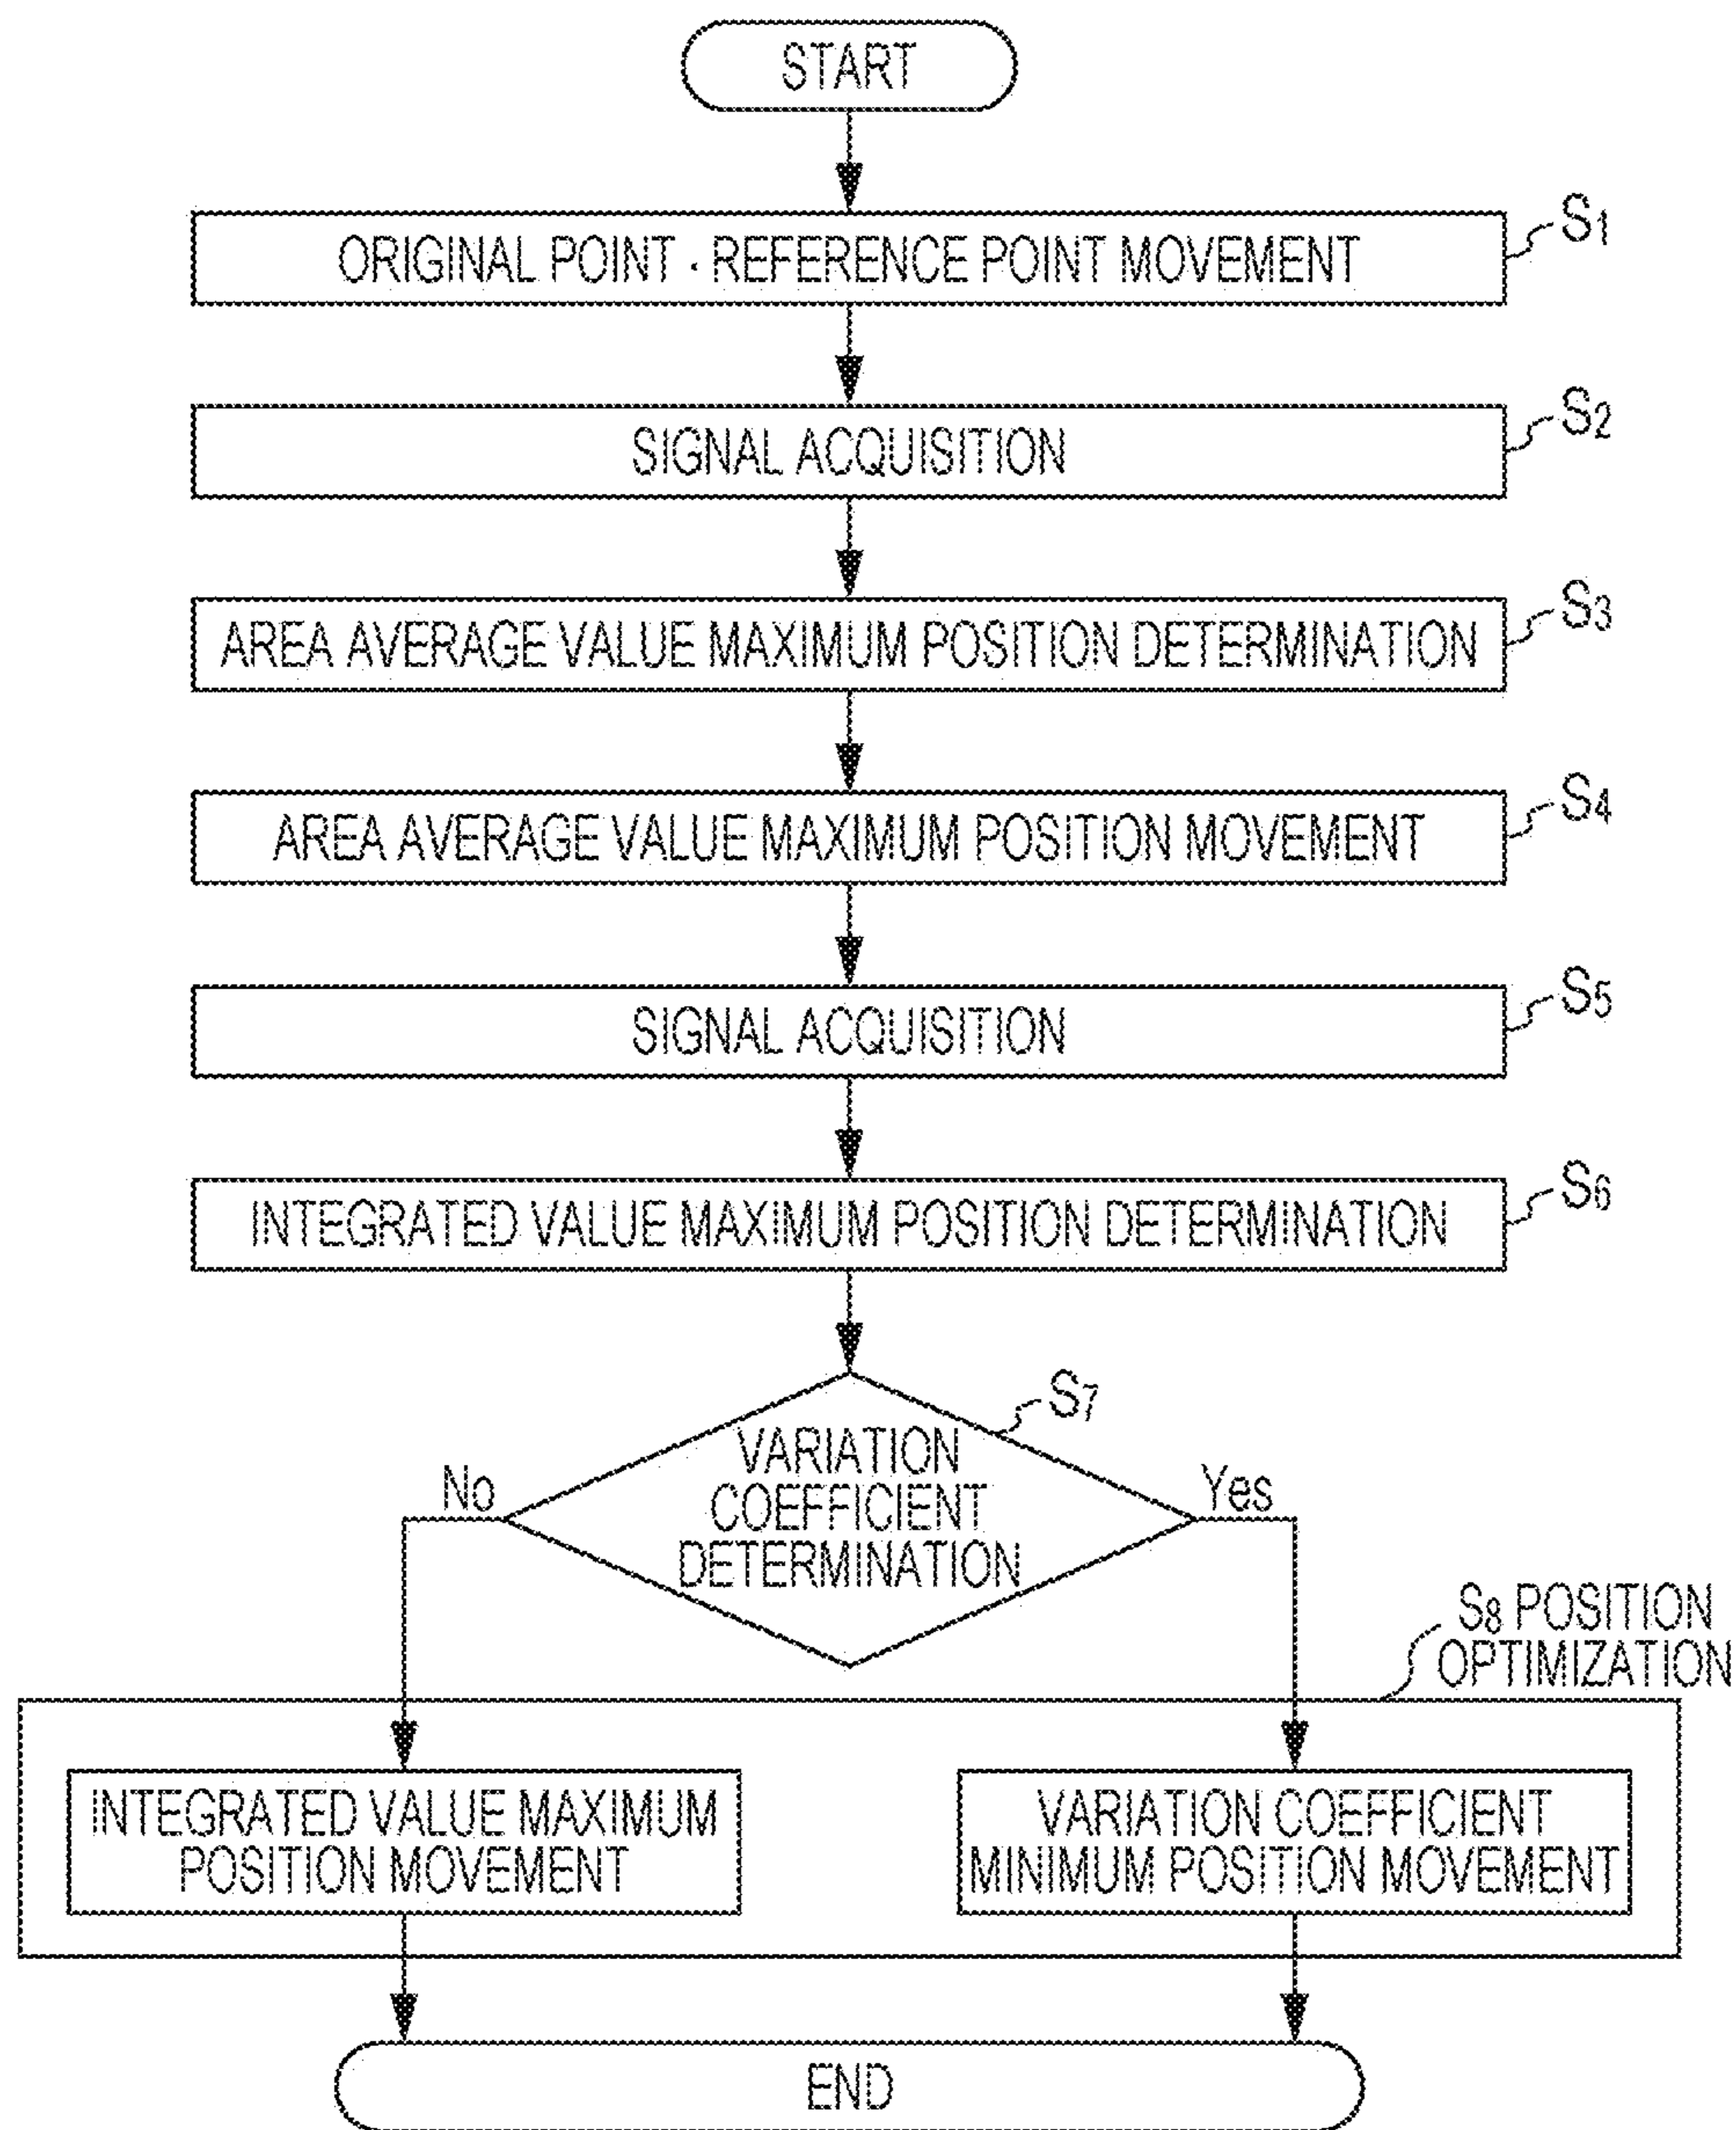 START
ORIGINAL POINT · REFERENCE POINT MOVEMENT
S1
SIGNAL ACQUISITION
S2
AREA AVERAGE VALUE MAXIMUM POSITION DETERMINATION
S3
AREA AVERAGE VALUE MAXIMUM POSITION MOVEMENT
S4
SIGNAL ACQUISITION
S5
INTEGRATED VALUE MAXIMUM POSITION DETERMINATION
S6
S7
VARIATION
COEFFICIENT
DETERMINATION
No
Yes
S8 POSITION
OPTIMIZATION
INTEGRATED VALUE MAXIMUM
POSITION MOVEMENT
VARIATION COEFFICIENT
MINIMUM POSITION MOVEMENT
END